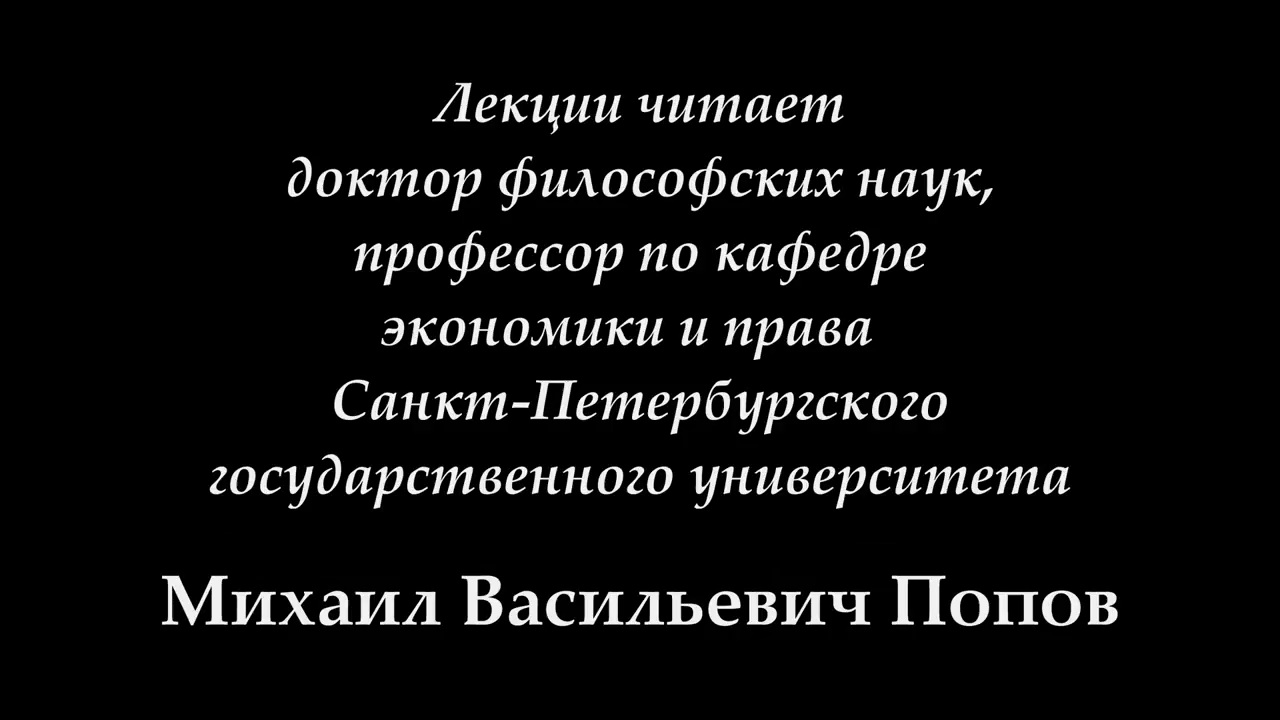 Лекции читает
доктор философских наук,
профессор по кафедре
экономики и права
Санкт-Петербургского
государственного университета
Михаил Васильевич Попов